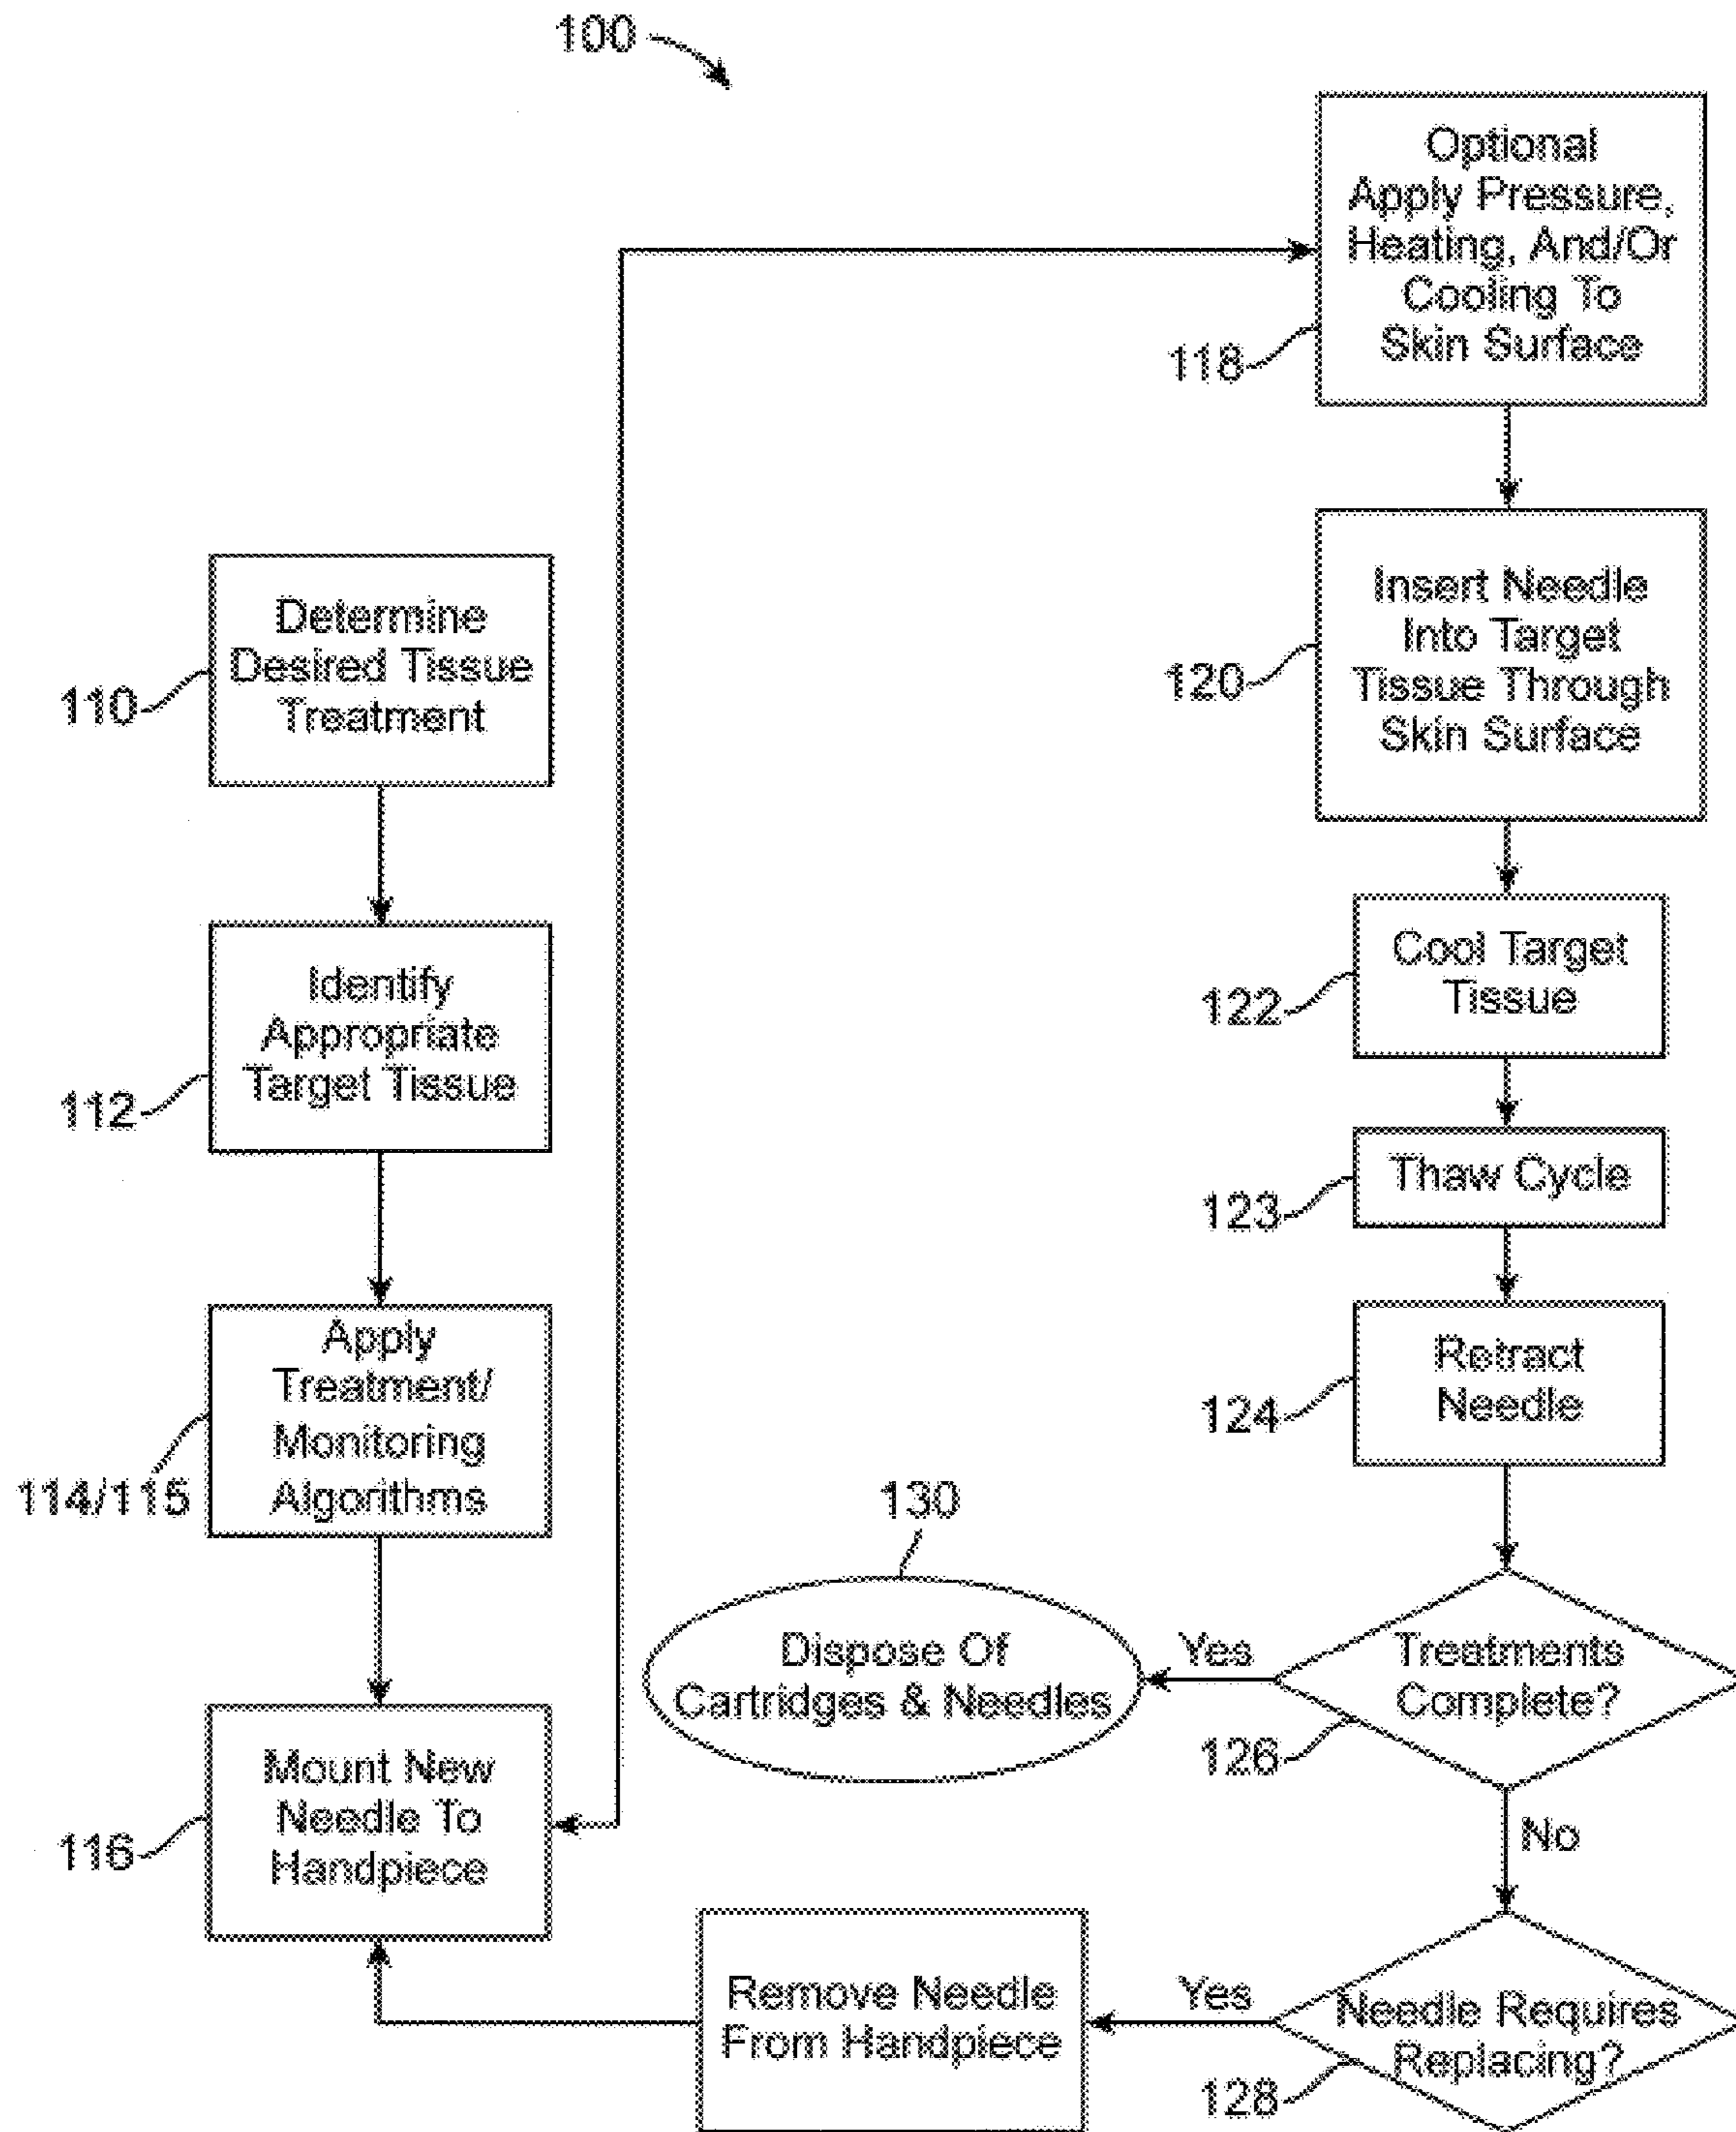 100
Determine
Desired Tissue
Treatment
110
Identify
Appropriate
Target Tissue
112
Apply
Treatment/
Monitoring
Algorithms
114/115
Mount New
Needle To
Handpiece
116
Optional
Apply Pressure,
Heating, And/Or
Cooling To
Skin Surface
118
Insert Needle
Into Target
Tissue Through
Skin Surface
120
Cool Target
Tissue
122
Thaw Cycle
123
Retract
Needle
124
Treatments
Complete?
126
Yes
130
Dispose Of
Cartridges & Needles
No
Needle Requires
Replacing?
128
Yes
Remove Needle
From Handpiece